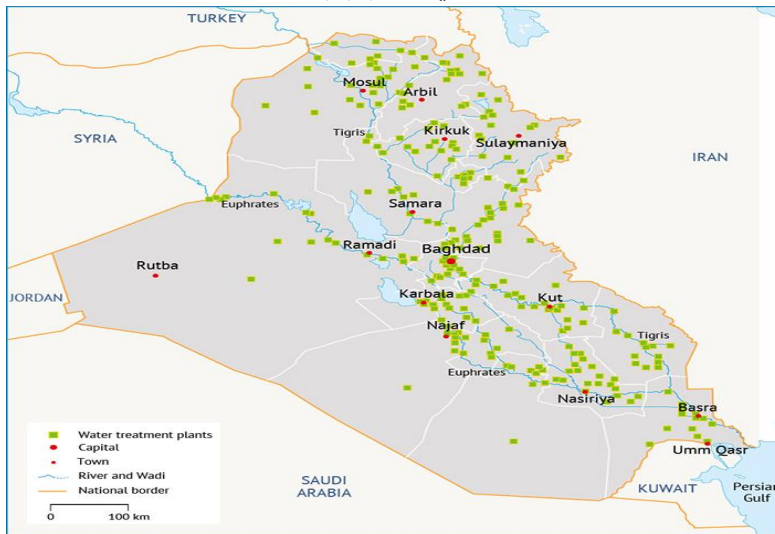 TURKEY
Mosul
Arbil
Tigris
Kirkuk
Sulaymaniya
SYRIA
IRAN
Euphrates
Samara
Ramadi
Baghdad
Rutba
JORDAN
Karbala
Kut
Najaf
Tigris
Euphrates
Nasiriya
Basra
Umm Qasr
Water treatment plants
Capital
Town
River and Wadi
National border
0 100 km
SAUDI
ARABIA
KUWAIT
Persian
Gulf